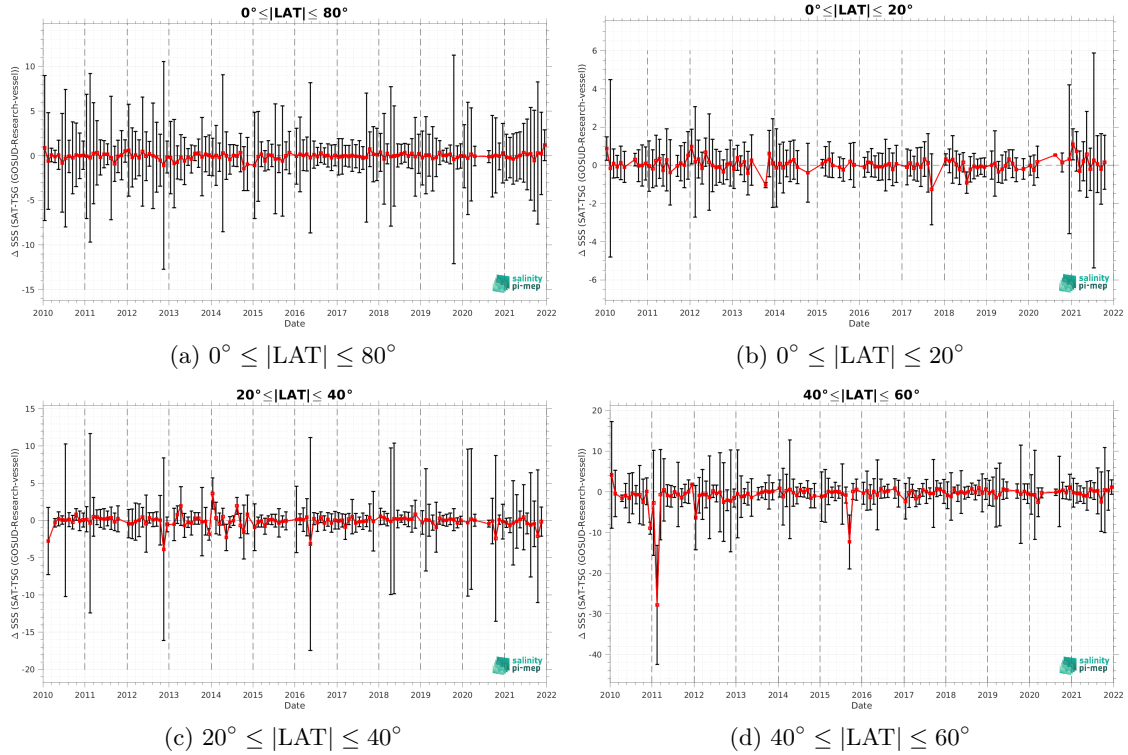 0°≤|LAT|≤ 80°
Δ SSS (SAT-TSG (GOSUD-Research-vessel))
10
5
0
-5
-10
-15
2010 2011 2012 2013 2014 2015 2016 2017 2018 2019 2020 2021 2022
Date
salinity
pi-mep
(a) 0° ≤ |LAT| ≤ 80°
0°≤|LAT|≤ 20°
Δ SSS (SAT-TSG (GOSUD-Research-vessel))
6
4
2
0
-2
-4
-6
2010 2011 2012 2013 2014 2015 2016 2017 2018 2019 2020 2021 2022
Date
salinity
pi-mep
(b) 0° ≤ |LAT| ≤ 20°
20°≤|LAT|≤ 40°
Δ SSS (SAT-TSG (GOSUD-Research-vessel))
15
10
5
0
-5
-10
-15
-20
2010 2011 2012 2013 2014 2015 2016 2017 2018 2019 2020 2021 2022
Date
salinity
pi-mep
(c) 20° ≤ |LAT| ≤ 40°
40°≤|LAT|≤ 60°
Δ SSS (SAT-TSG (GOSUD-Research-vessel))
20
10
0
-10
-20
-30
-40
2010 2011 2012 2013 2014 2015 2016 2017 2018 2019 2020 2021 2022
Date
salinity
pi-mep
(d) 40° ≤ |LAT| ≤ 60°